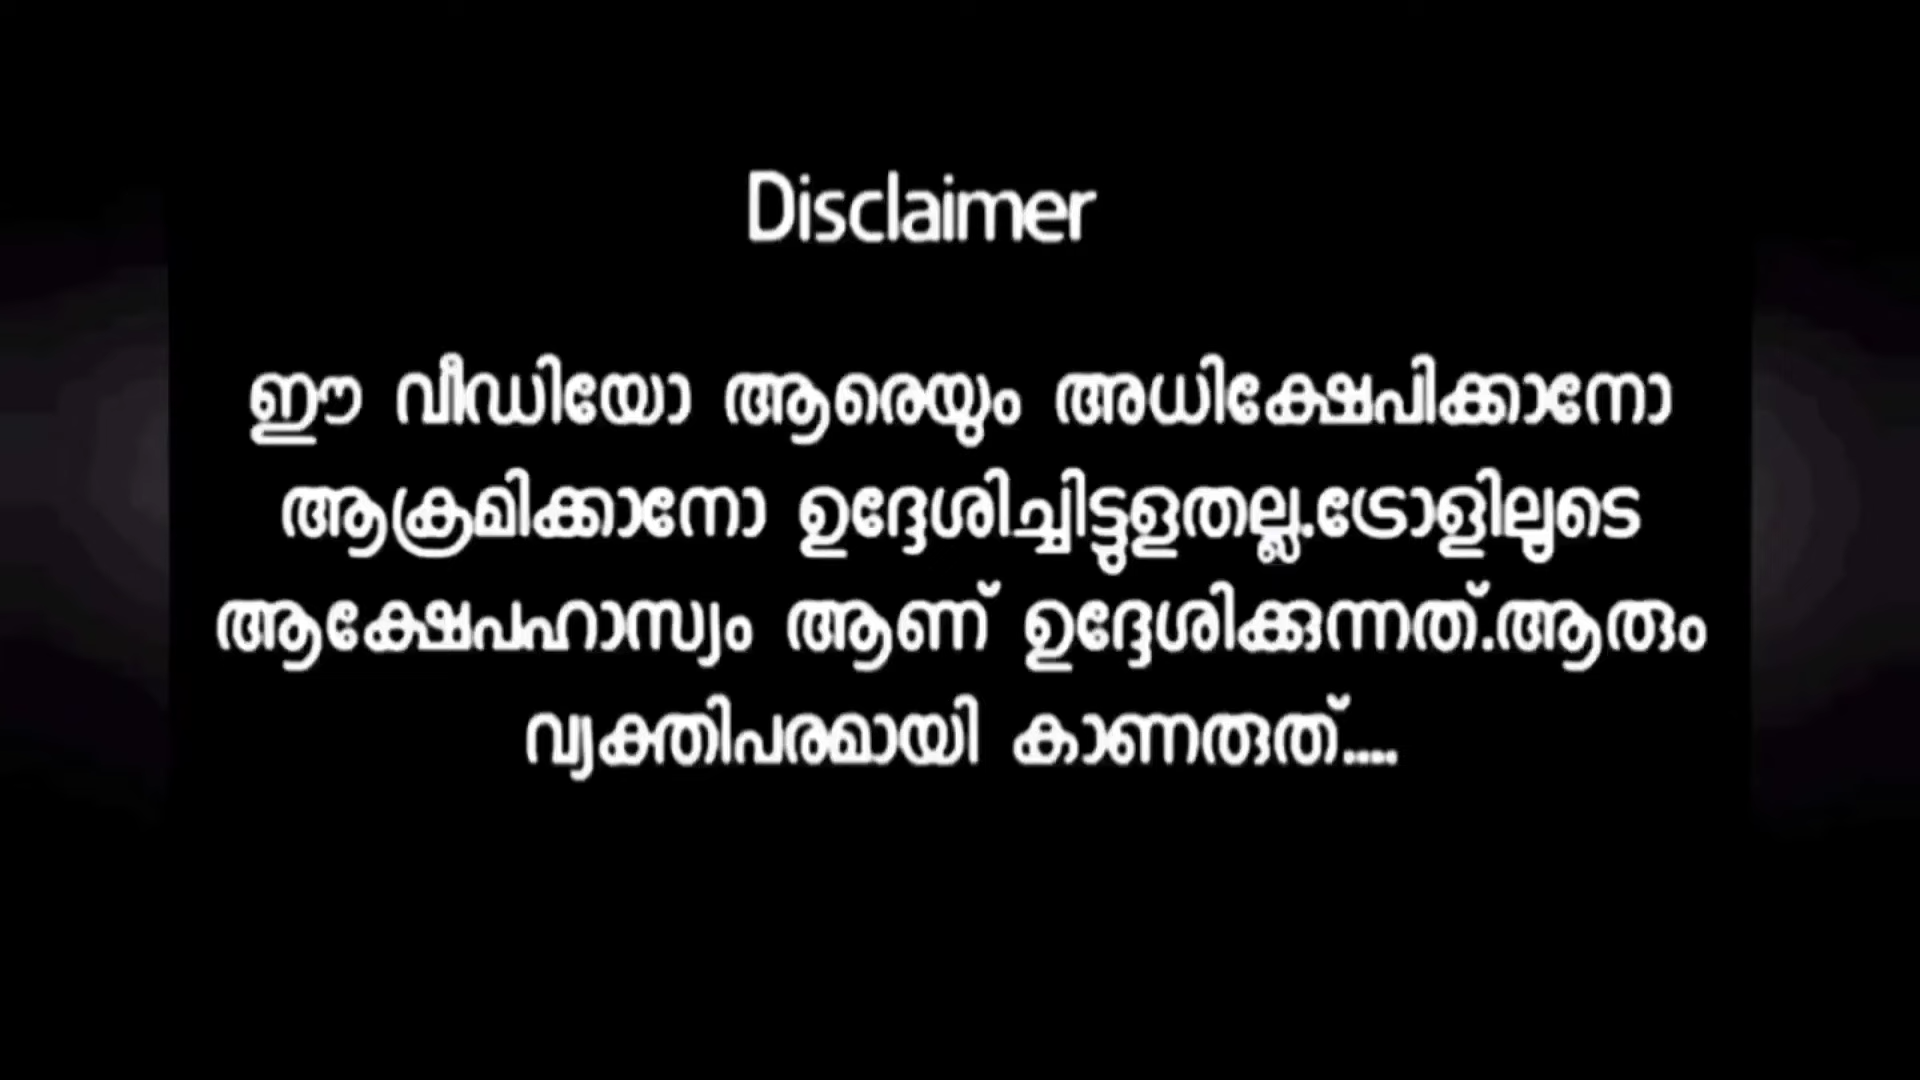 Disclaimer
ഈ വീഡിയോ ആരെയും അധിക്ഷേപിക്കാനോ
ആക്രമിക്കാനോ ഉദ്ദേശിച്ചിട്ടുളതല്ല.ട്രോളിലൂടെ
ആക്ഷേപഹാസ്യം ആണ് ഉദ്ദേശിക്കുന്നത്.ആരും
വ്യക്തിപരമായി കാണരുത്....